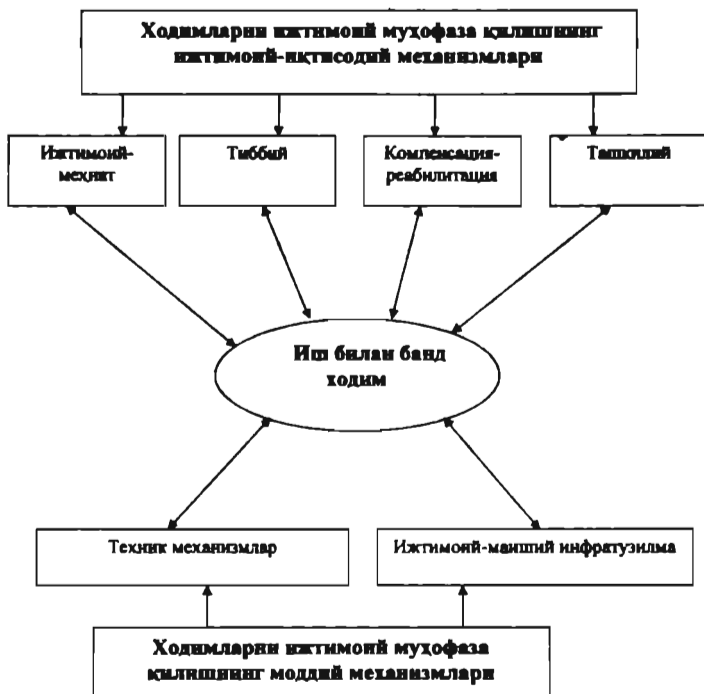 Ходимларни ижтимоий муҳофаза қилишнинг
ижтимоий-иқтисодий механизмлари
Ижтимоий-
меҳнат
Тиббий
Компенсация-
реабилитация
Ташкилий
Иш билан банд
ходим
Техник механизмлар
Ижтимоий-маиший инфратузилма
Ходимларни ижтимоий муҳофаза
қилишнинг моддий механизмлари